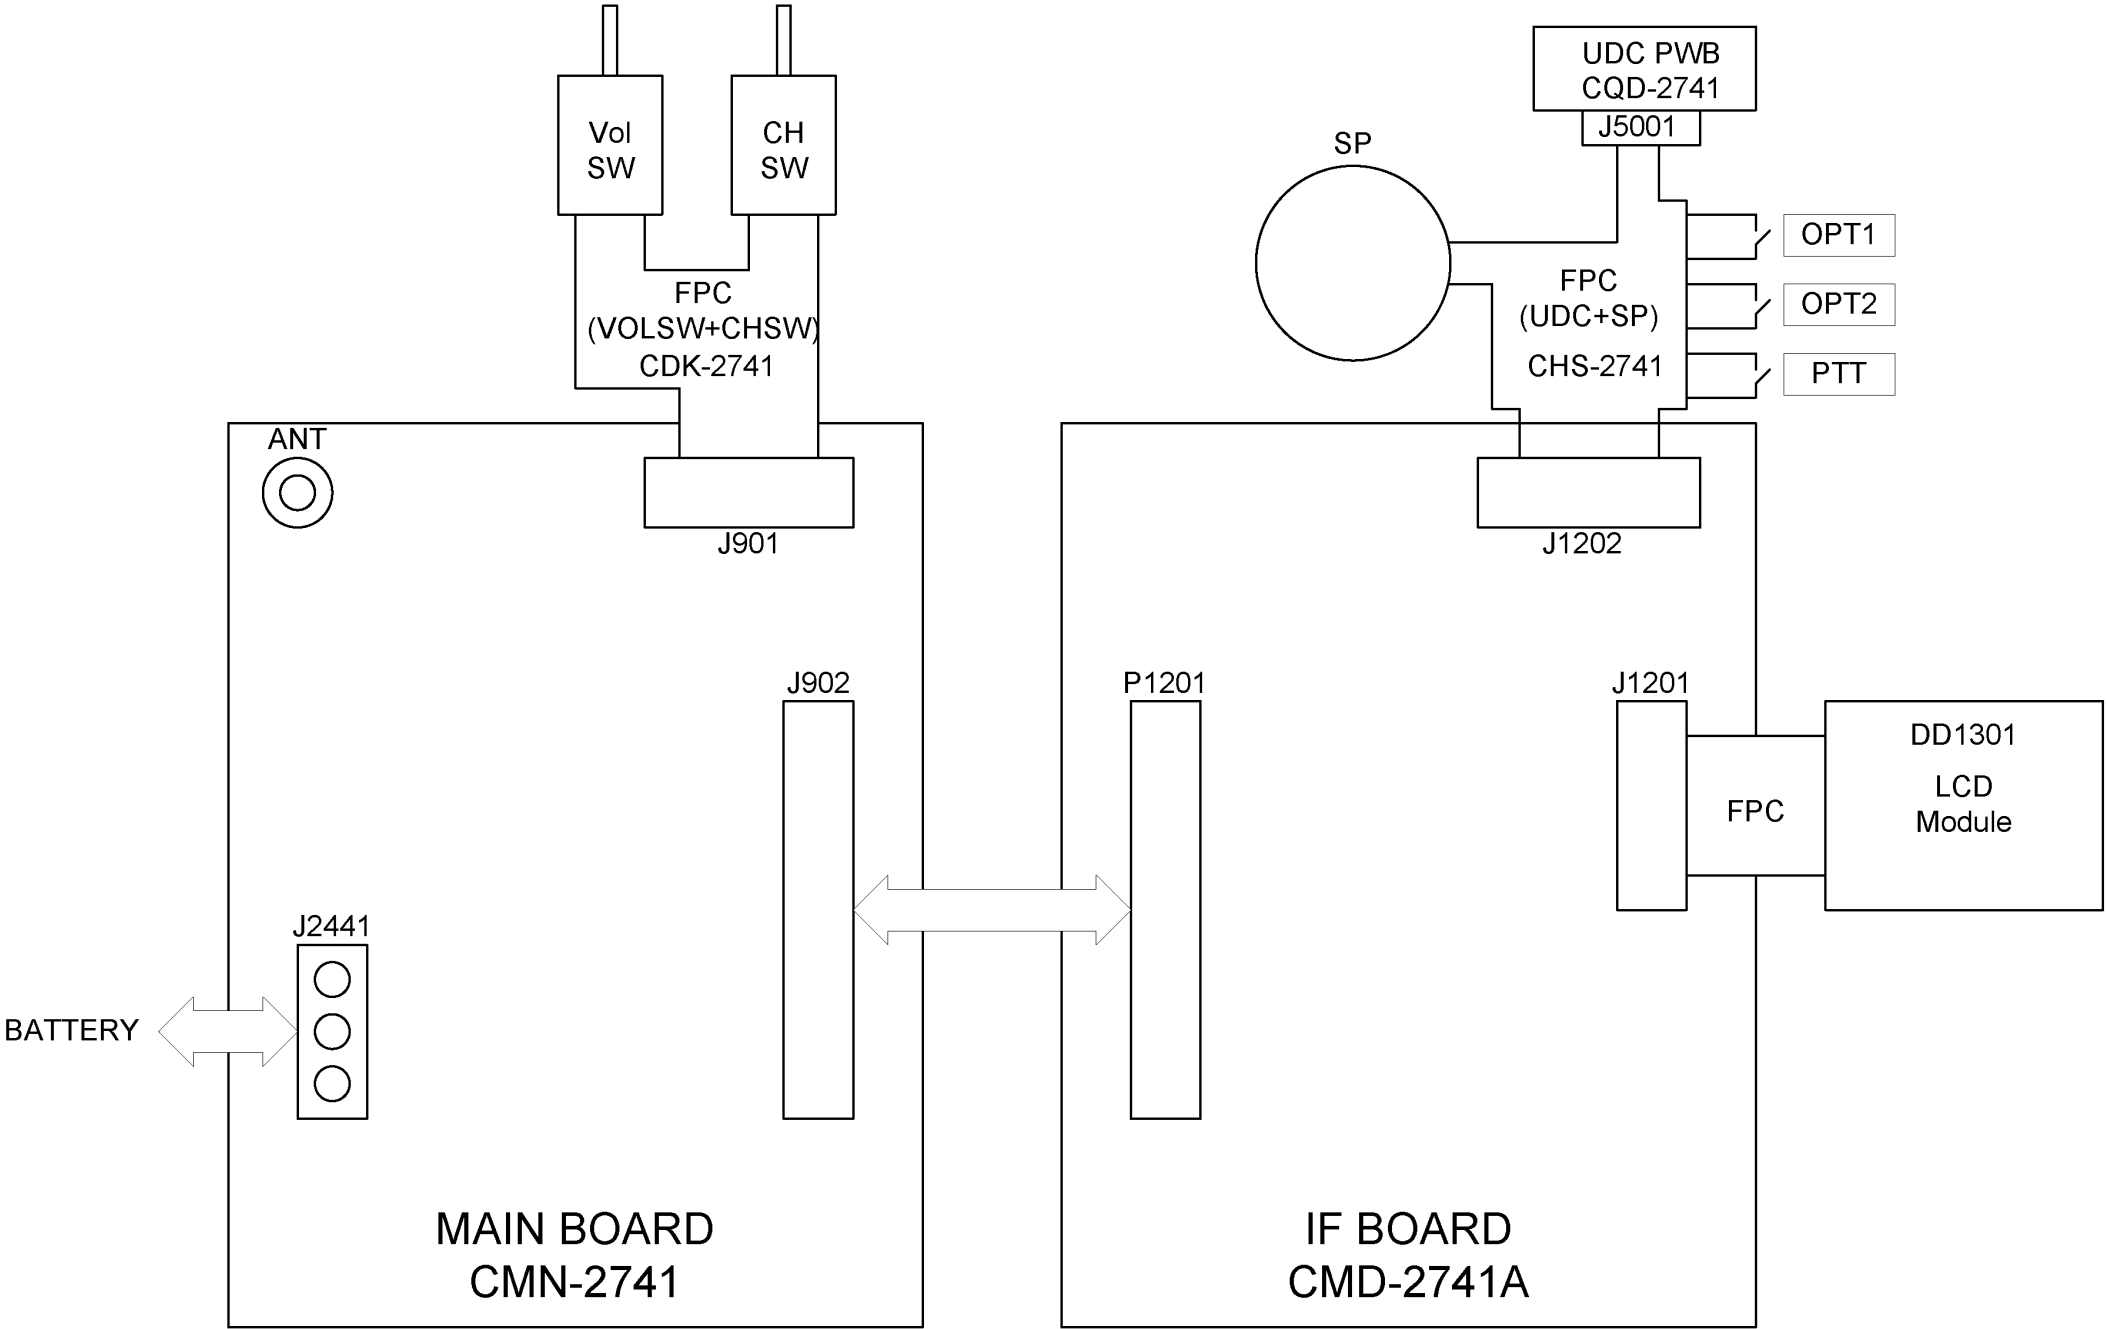 UDC PWB
CQD-2741
J5001
Vol
SW
CH
SW
SP
OPT1
OPT2
PTT
FPC
(VOLSW+CHSW)
CDK-2741
FPC
(UDC+SP)
CHS-2741
ANT
J901
J1202
J902
P1201
J1201
DD1301
LCD
Module
FPC
J2441
BATTERY
MAIN BOARD
CMN-2741
IF BOARD
CMD-2741A